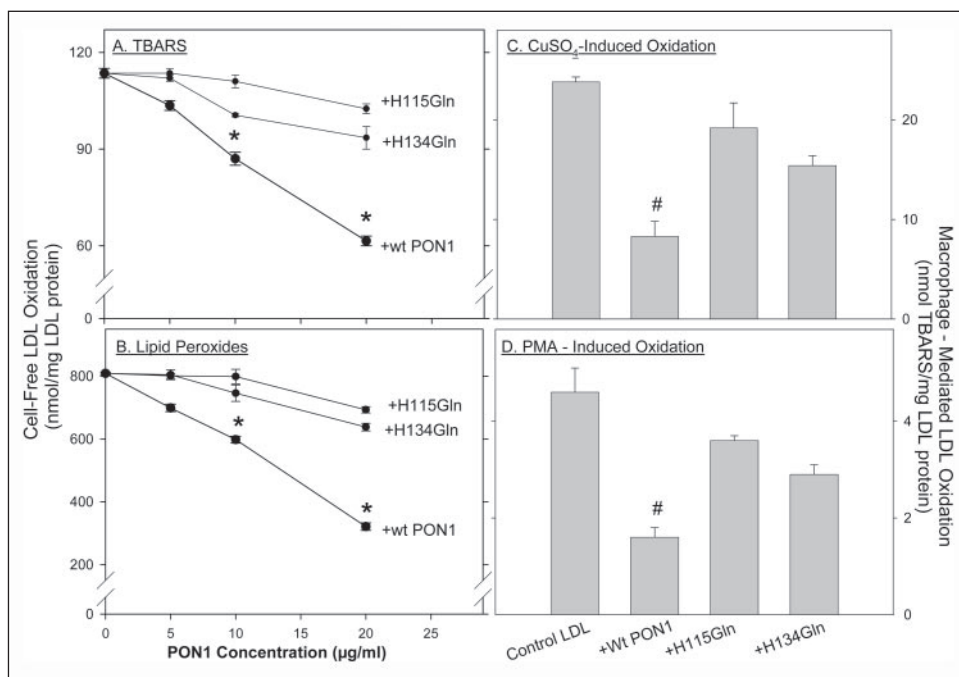 A. TBARS
120
90
60
0
+H115Gln
+H134Gln
+wt PON1
*
*
B. Lipid Peroxides
800
600
400
200
0
+H115Gln
+H134Gln
+wt PON1
*
*
0 5 10 15 20 25
PON1 Concentration (µg/ml)
Cell-Free LDL Oxidation
(nmol/mg LDL protein)
C. CuSO4-Induced Oxidation
#
20
10
0
D. PMA - Induced Oxidation
#
4
2
0
Control LDL
+Wt PON1
+H115Gln
+H134Gln
Macrophage - Mediated LDL Oxidation
(nmol TBARS/mg LDL protein)